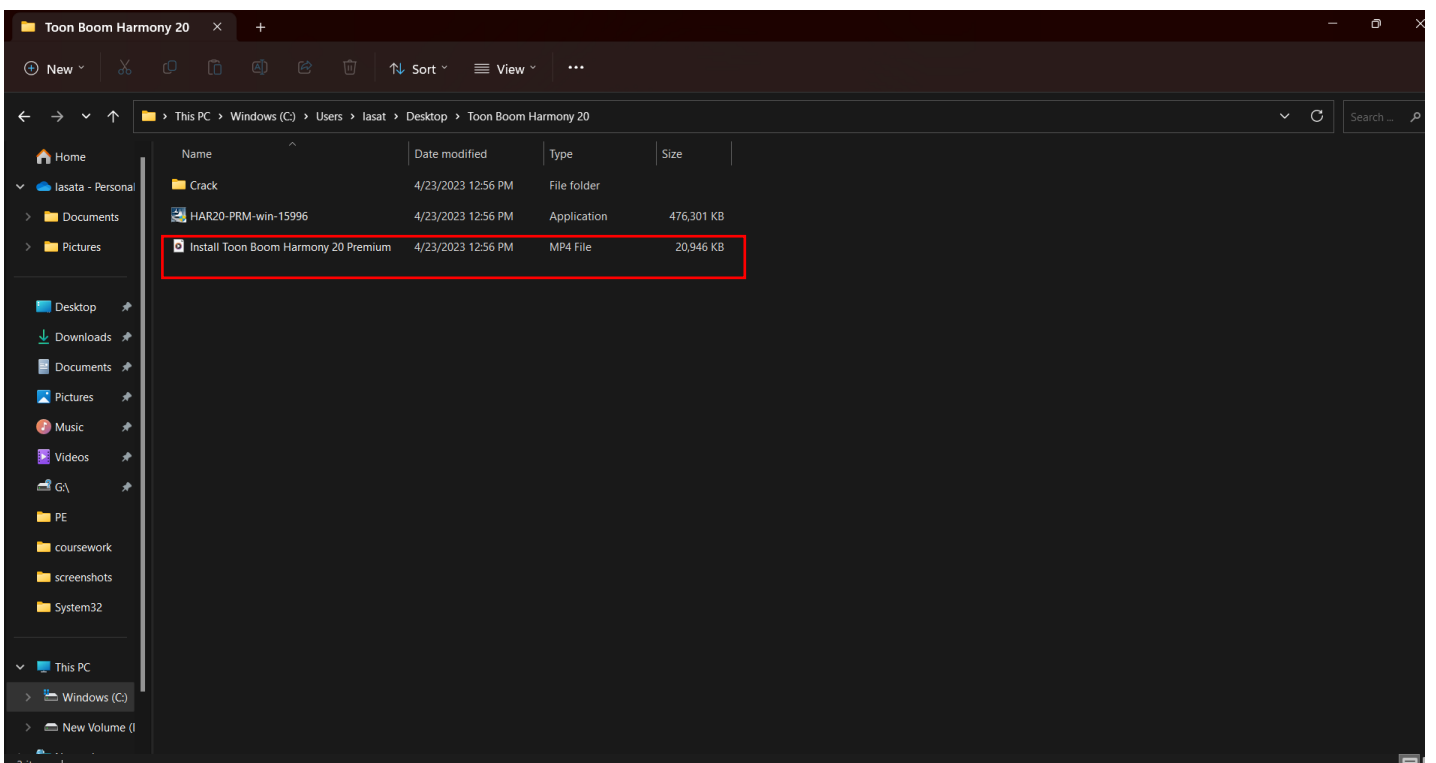 Toon Boom Harmony 20
New Sort View
This PC Windows (C:) Users lasat Desktop Toon Boom Harmony 20 Search ...
Home
lasata - Personal
Documents
Pictures
Desktop
Downloads
Documents
Pictures
Music
Videos
G:\
PE
coursework
screenshots
System32
This PC
Windows (C:)
New Volume (
Name Date modified Type Size
Crack 4/23/2023 12:56 PM File folder
HAR20-PRM-win-15996 4/23/2023 12:56 PM Application 476,301 KB
Install Toon Boom Harmony 20 Premium 4/23/2023 12:56 PM MP4 File 20,946 KB